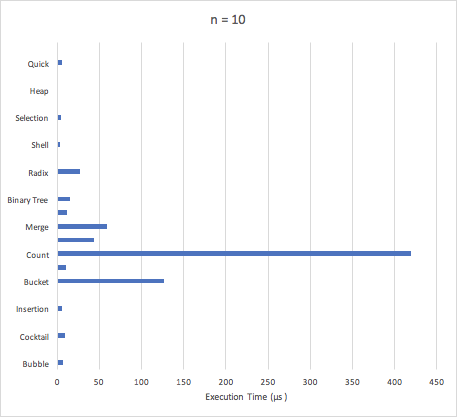 n = 10
Quick
Heap
Selection
Shell
Radix
Binary Tree
Merge
Count
Bucket
Insertion
Cocktail
Bubble
0 50 100 150 200 250 300 350 400 450
Execution Time (μs )